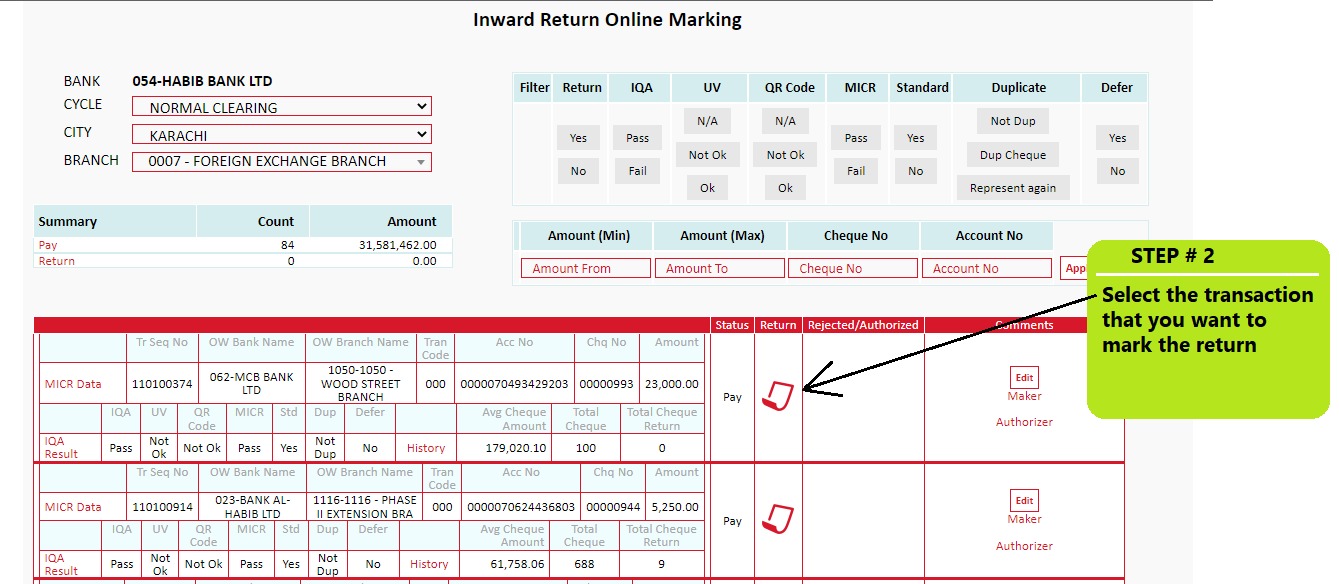 Inward Return Online Marking
BANK 054-HABIB BANK LTD
CYCLE NORMAL CLEARING
CITY KARACHI
BRANCH 0007 - FOREIGN EXCHANGE BRANCH
Filter Return IQA UV QR Code MICR Standard Duplicate Defer
N/A N/A Not Dup
Yes Pass Pass Yes Yes
Not Ok Not Ok Dup Cheque
No Fail Fail No No
Ok Ok Represent again
Summary Count Amount
Pay 84 31,581,462.00
Return 0 0.00
Amount (Min) Amount (Max) Cheque No Account No
Amount From Amount To Cheque No Account No App
STEP # 2
Select the transaction
that you want to
mark the return
Status Return Rejected/Authorized Comments
Tr Seq No OW Bank Name OW Branch Name Tran Acc No Chq No Amount
Code
MICR Data 110100374 062-MCB BANK LTD 1050-1050 - WOOD STREET BRANCH 000 0000070493429203 00000993 23,000.00
Pay
Edit
Maker
Authorizer
IQA UV QR Code MICR Std Dup Defer Avg Cheque Amount Total Cheque Total Cheque Return
IQA Result Pass Not Ok Not Ok Pass Yes Not Dup No History 179,020.10 100 0
Tr Seq No OW Bank Name OW Branch Name Tran Acc No Chq No Amount
Code
MICR Data 110100914 023-BANK AL-HABIB LTD 1116-1116 - PHASE II EXTENSION BRA 000 0000070624436803 00000944 5,250.00
Pay
Edit
Maker
Authorizer
IQA UV QR Code MICR Std Dup Defer Avg Cheque Amount Total Cheque Total Cheque Return
IQA Result Pass Not Ok Not Ok Pass Yes Not Dup No History 61,758.06 688 9